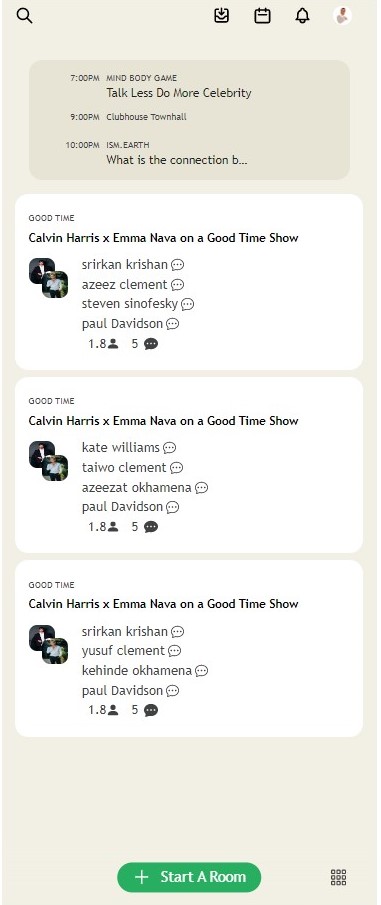 7:00PM MIND BODY GAME
Talk Less Do More Celebrity
9:00PM Clubhouse Townhall
10:00PM ISM.EARTH
What is the connection b...
GOOD TIME
Calvin Harris x Emma Nava on a Good Time Show
srirkan krishan
azeez clement
steven sinofesky
paul Davidson
1.8 5
GOOD TIME
Calvin Harris x Emma Nava on a Good Time Show
kate williams
taiwo clement
azeezat okhamena
paul Davidson
1.8 5
GOOD TIME
Calvin Harris x Emma Nava on a Good Time Show
srirkan krishan
yusuf clement
kehinde okhamena
paul Davidson
1.8 5
+ Start A Room